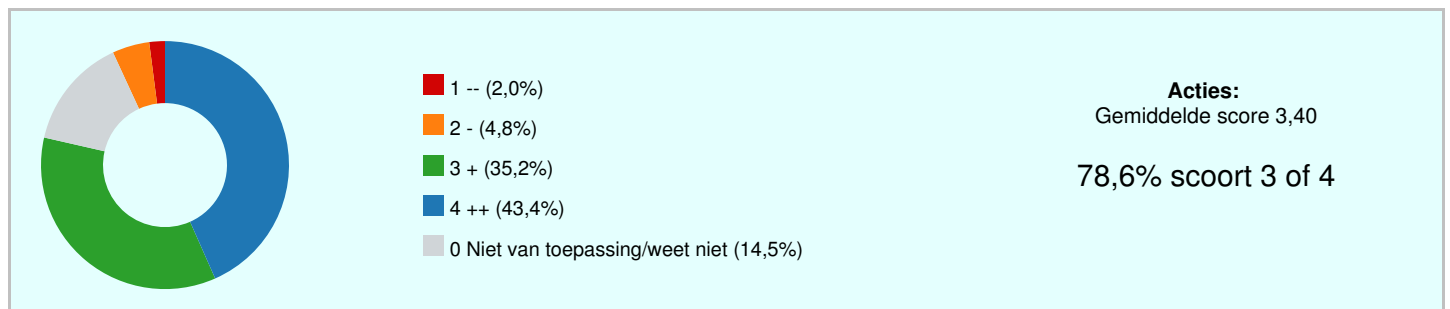 1 -- (2,0%)
2 - (4,8%)
3 + (35,2%)
4 ++ (43,4%)
0 Niet van toepassing/weet niet (14,5%)
Acties:
Gemiddelde score 3,40
78,6% scoort 3 of 4